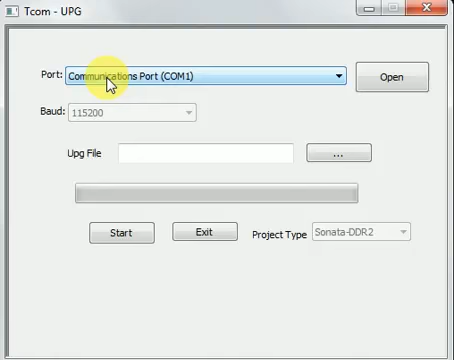 Tcom - UPG
Port: Communications Port (COM1) Open
Baud: 115200
Upg File ...
Start Exit Project Type Sonata-DDR2